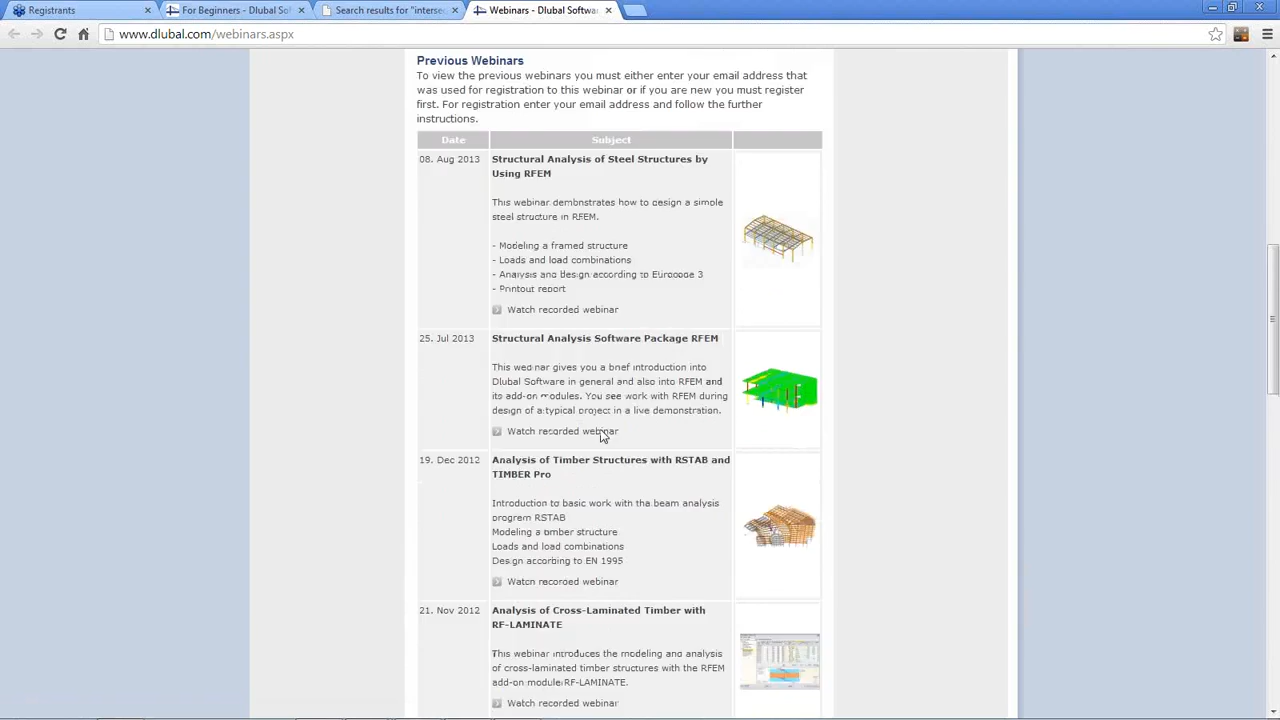 Registrants
For Beginners - Dlubal So
Search results for "interse
Webinars - Dlubal Softwa
www.dlubal.com/webinars.aspx
Previous Webinars
To view the previous webinars you must either enter your email address that
was used for registration to this webinar or if you are new you must register
first. For registration enter your email address and follow the further
instructions.
Date
Subject
08. Aug 2013
Structural Analysis of Steel Structures by
Using RFEM
This webinar demonstrates how to design a simple
steel structure in RFEM.
- Modeling a framed structure
- Loads and load combinations
- Analysis and design according to Eurocode 3
- Printout report
Watch recorded webinar
25. Jul 2013
Structural Analysis Software Package RFEM
This webinar gives you a brief introduction into
Dlubal Software in general and also into RFEM and
its add-on modules. You see work with RFEM during
design of a typical project in a live demonstration.
Watch recorded webinar
19. Dec 2012
Analysis of Timber Structures with RSTAB and
TIMBER Pro
Introduction to basic work with the beam analysis
program RSTAB
Modeling a timber structure
Loads and load combinations
Design according to EN 1995
Watch recorded webinar
21. Nov 2012
Analysis of Cross-Laminated Timber with
RF-LAMINATE
This webinar introduces the modeling and analysis
of cross-laminated timber structures with the RFEM
add-on module RF-LAMINATE.
Watch recorded webinar